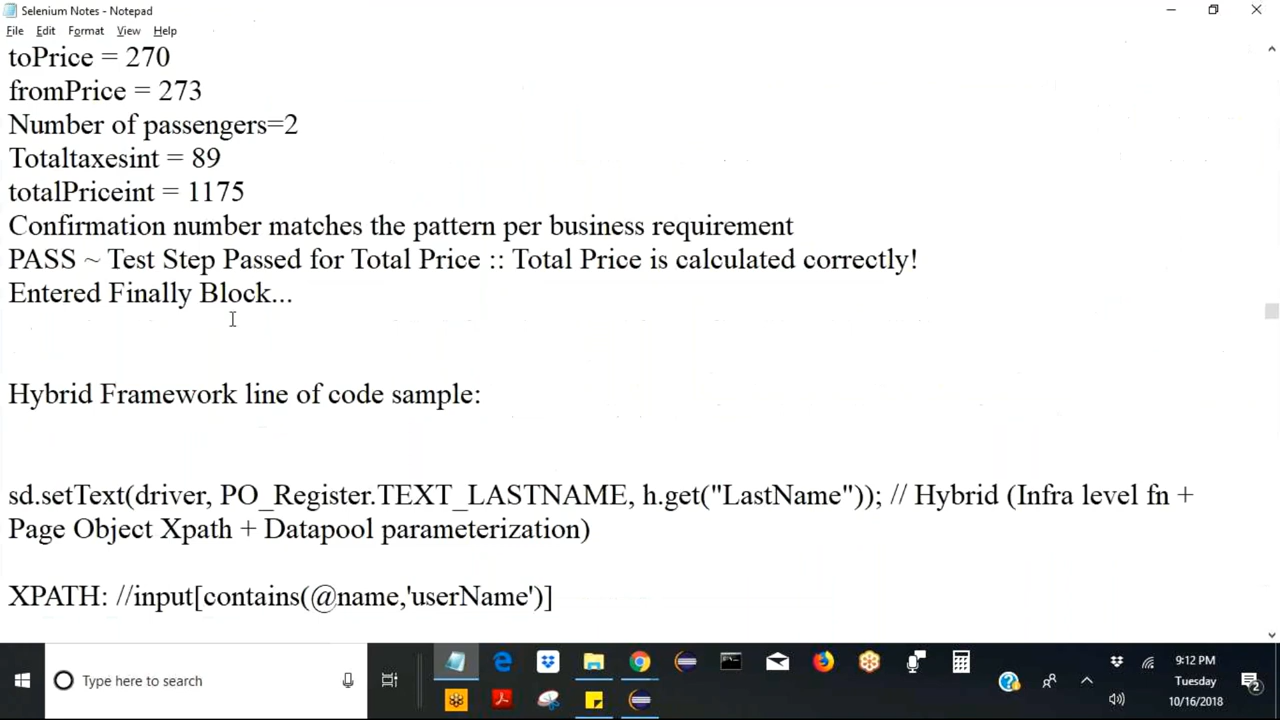 Selenium Notes - Notepad
File Edit Format View Help
toPrice = 270
fromPrice = 273
Number of passengers=2
Totaltaxesint = 89
totalPriceint = 1175
Confirmation number matches the pattern per business requirement
PASS ~ Test Step Passed for Total Price :: Total Price is calculated correctly!
Entered Finally Block...
Hybrid Framework line of code sample:
sd.setText(driver, PO_Register.TEXT_LASTNAME, h.get("LastName")); // Hybrid (Infra level fn +
Page Object Xpath + Datapool parameterization)
XPATH: //input[contains(@name,'userName')]
Type here to search
9:12 PM
Tuesday
10/16/2018
2